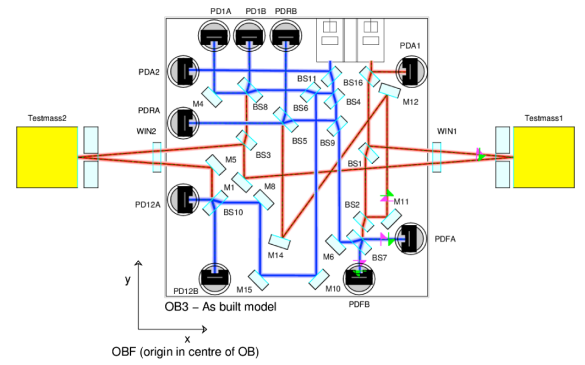 PD1A PD1B PDRB
PDA2
PDA1
BS11
BS16
M4
BS8
BS6
BS4
M12
PDRA
BS5
BS9
Testmass2
WIN2
BS3
WIN1
Testmass1
M5
BS1
M1
M8
PD12A
BS10
BS2
M11
M14
M6
BS7
PDFA
PD12B
M15
M10
PDFB
y
x
OB3 – As built model
OBF (origin in centre of OB)